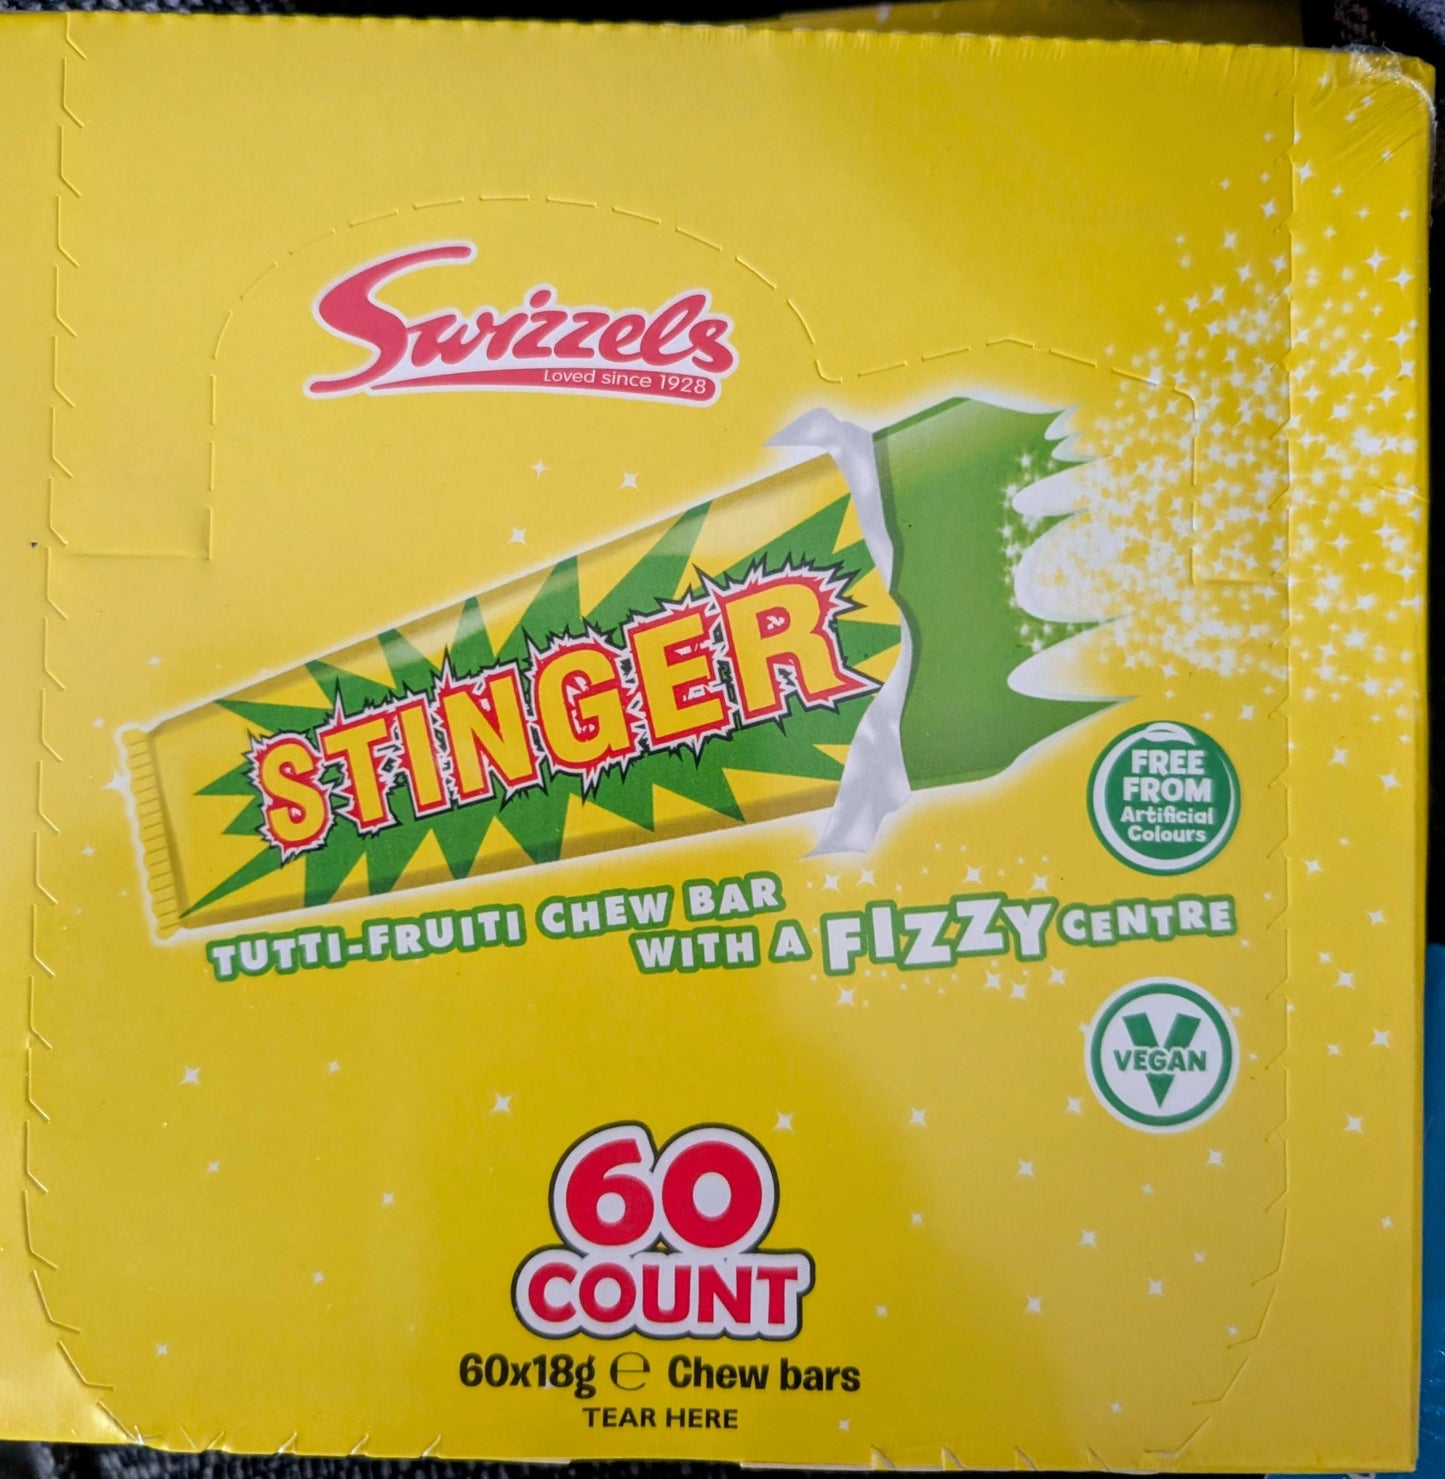 Swizzels
Loved since 1928
STINGER
FREE
FROM
Artificial
Colours
TUTTI-FRUITI CHEW BAR
WITH A FIZZY CENTRE
VEGAN
60
COUNT
60x18g ℮ Chew bars
TEAR HERE